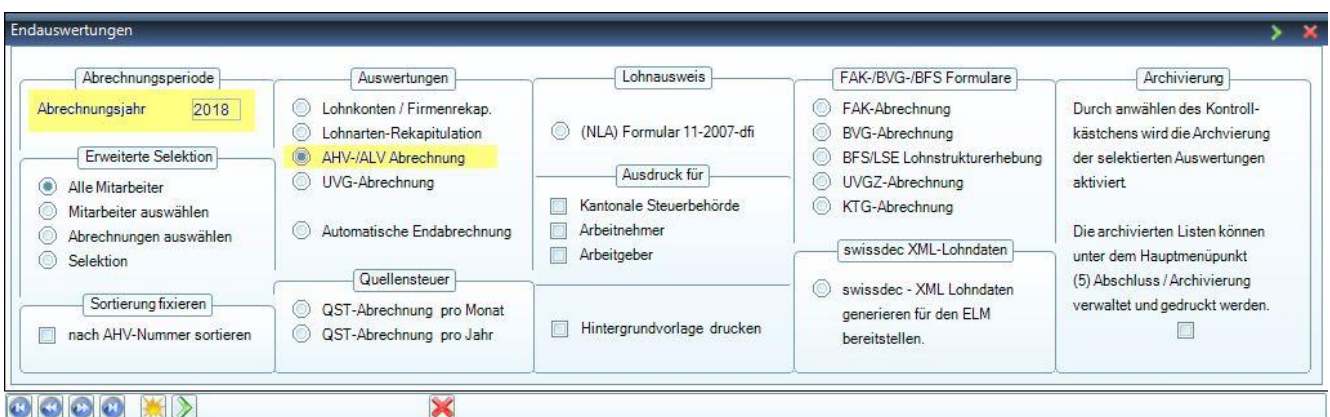 Endauswertungen
Abrechnungsperiode
Abrechnungsjahr 2018
Erweiterte Selektion
Alle Mitarbeiter
Mitarbeiter auswählen
Abrechnungen auswählen
Selektion
Sortierung fixieren
nach AHV-Nummer sortieren
Auswertungen
Lohnkonten / Firmenrekap.
Lohnarten-Rekapitulation
AHV-/ALV Abrechnung
UVG-Abrechnung
Automatische Endabrechnung
Quellensteuer
QST-Abrechnung pro Monat
QST-Abrechnung pro Jahr
Lohnausweis
(NLA) Formular 11-2007-dfi
Ausdruck für
Kantonale Steuerbehörde
Arbeitnehmer
Arbeitgeber
Hintergrundvorlage drucken
FAK-/BVG-/BFS Formulare
FAK-Abrechnung
BVG-Abrechnung
BFS/LSE Lohnstrukturerhebung
UVGZ-Abrechnung
KTG-Abrechnung
swissdec XML-Lohndaten
swissdec - XML Lohndaten
generieren für den ELM
bereitstellen.
Archivierung
Durch anwählen des Kontroll-
kästchens wird die Archvierung
der selektierten Auswertungen
aktiviert.
Die archivierten Listen können
unter dem Hauptmenüpunkt
(5) Abschluss / Archivierung
verwaltet und gedruckt werden.